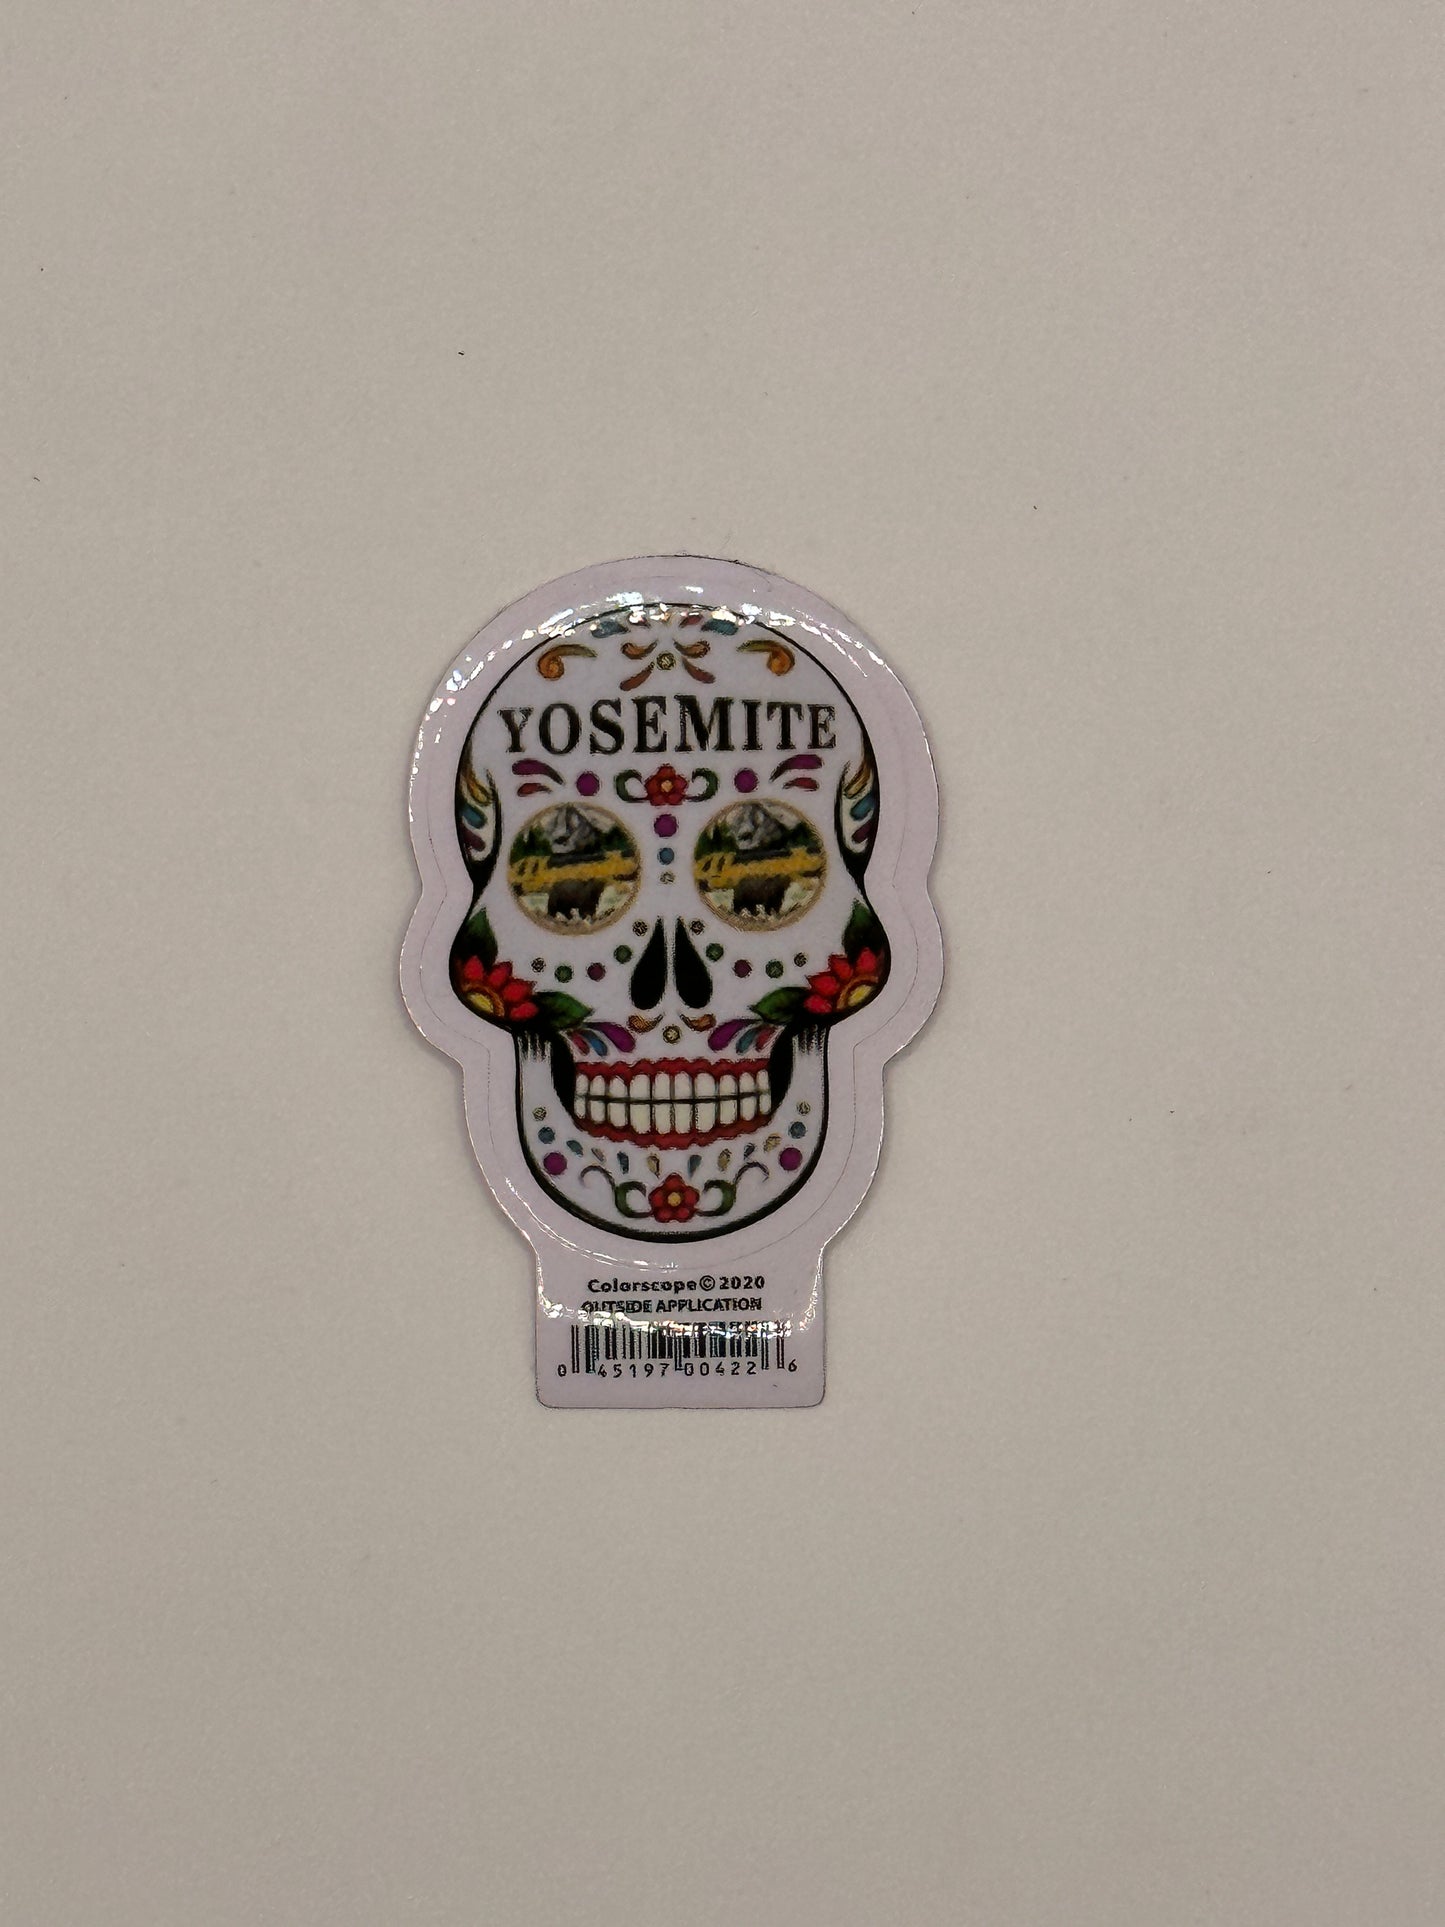 YOSEMITE
Colorscope©2020
OUTSIDE APPLICATION
0 45197 00422 6